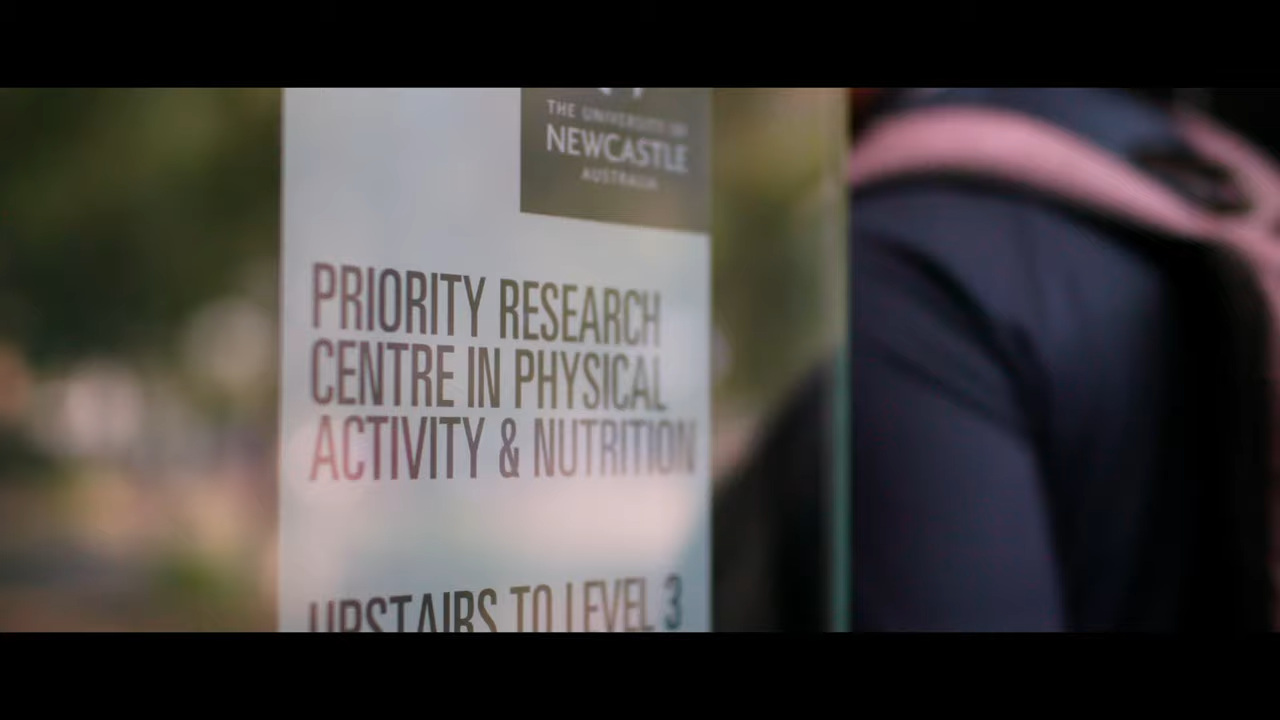 THE UNIVERSITY OF
NEWCASTLE
AUSTRALIA
PRIORITY RESEARCH
CENTRE IN PHYSICAL
ACTIVITY & NUTRITION
UPSTAIRS TO LEVEL 3